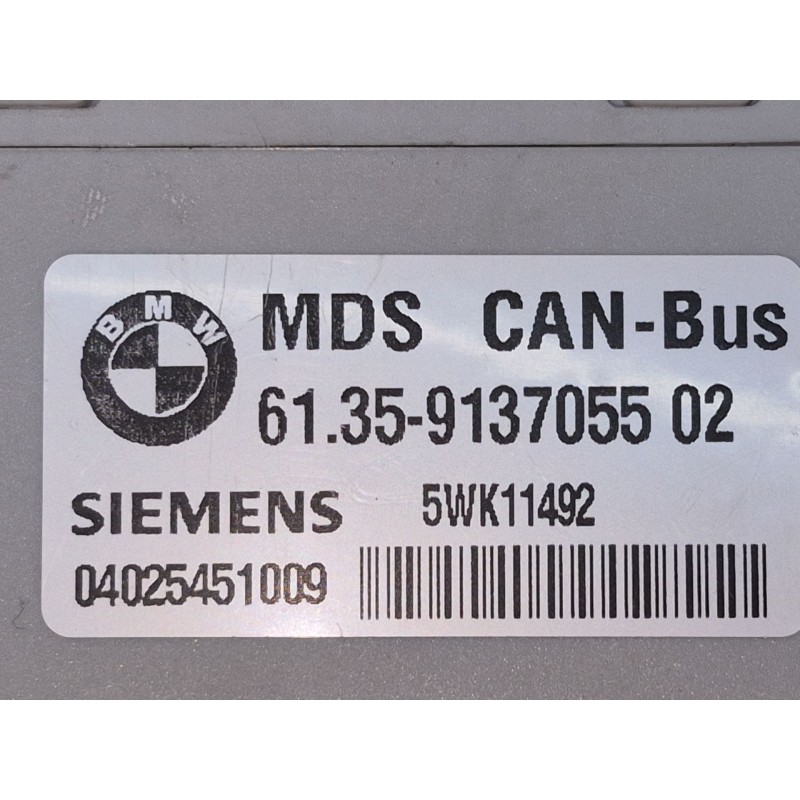 BMW
MDS CAN-Bus
61.35-9137055 02
SIEMENS 5WK11492
04025451009